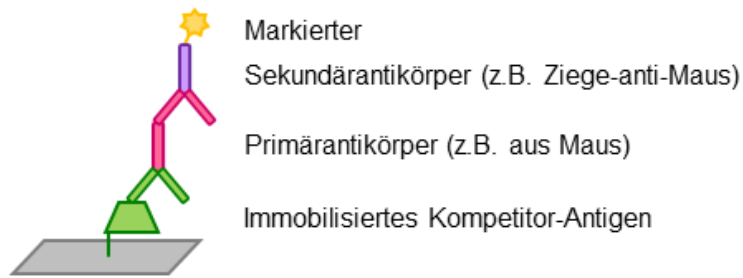 Markierter
Sekundärantikörper (z.B. Ziege-anti-Maus)
Primärantikörper (z.B. aus Maus)
Immobilisiertes Kompetitor-Antigen